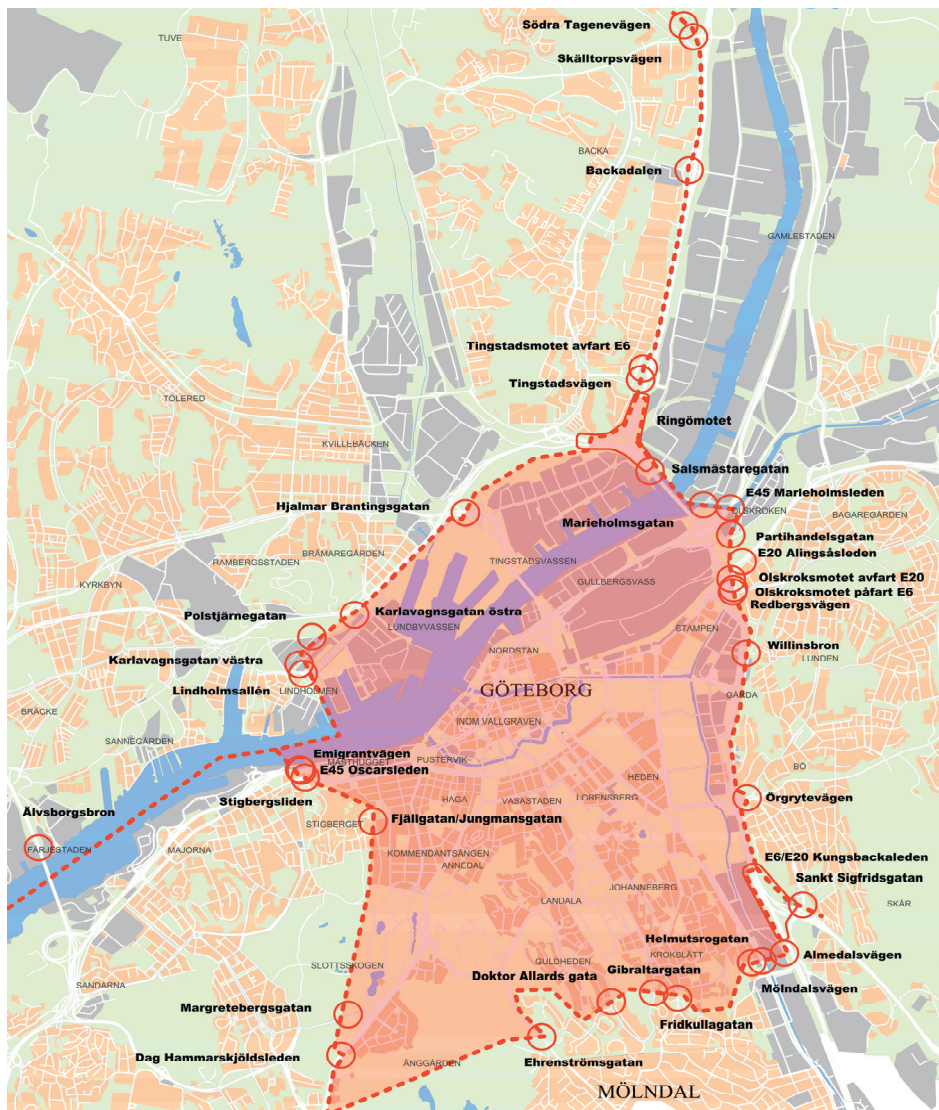 Södra Tagenevägen
TUVE
Skälltorpsvägen
BACKA
Backadalen
GAMLESTADEN
Tingstadsmotet avfart E6
Tingstadsvägen
TOLERED
Ringömotet
KVILLEBÄCKEN
Salsmästaregatan
E45 Marieholmsleden
Hjalmar Brantingsgatan
OLSKROKEN
BAGAREGÅRDEN
Marieholmsgatan
Partihandelsgatan
BRÄMAREGÅRDEN
E20 Alingsåsleden
RAMBERGSSTADEN
TINGSTADSVASSEN
KYRKBYN
GULLBERGSVASS
Olskroksmotet avfart E20
Olskroksmotet påfart E6
Redbergsvägen
Polstjärnegatan
Karlavagnsgatan östra
LUNDBYVASSEN
STAMPEN
Willinsbron
NORDSTAN
LUNDEN
Karlavagnsgatan västra
Lindholmsallén
LINDHOLMEN
GÖTEBORG
GÅRDA
BRÄCKE
INOM VALLGRAVEN
SANNEGÅRDEN
Emigrantvägen
MASTHUGGET
PUSTERVIK
E45 Oscarsleden
BÖ
HEDEN
Stigbergsliden
HAGA
VASASTADEN
LORENSBERG
Örgrytevägen
Älvsborgsbron
STIGBERGET
Fjällgatan/Jungmansgatan
FÄRJESTADEN
MAJORNA
KOMMENDANTSÄNGEN
ANNEDAL
E6/E20 Kungsbackaleden
Sankt Sigfridsgatan
JOHANNEBERG
LANDALA
SKÅR
Helmutsrogatan
KROKSLÄTT
Almedalsvägen
SLOTTSSKOGEN
GULDHEDEN
Doktor Allards gata
Gibraltargatan
SANDARNA
Mölndalsvägen
Margretebergsgatan
Fridkullagatan
Dag Hammarskjöldsleden
ÄNGGÅRDEN
Ehrenströmsgatan
MÖLNDAL